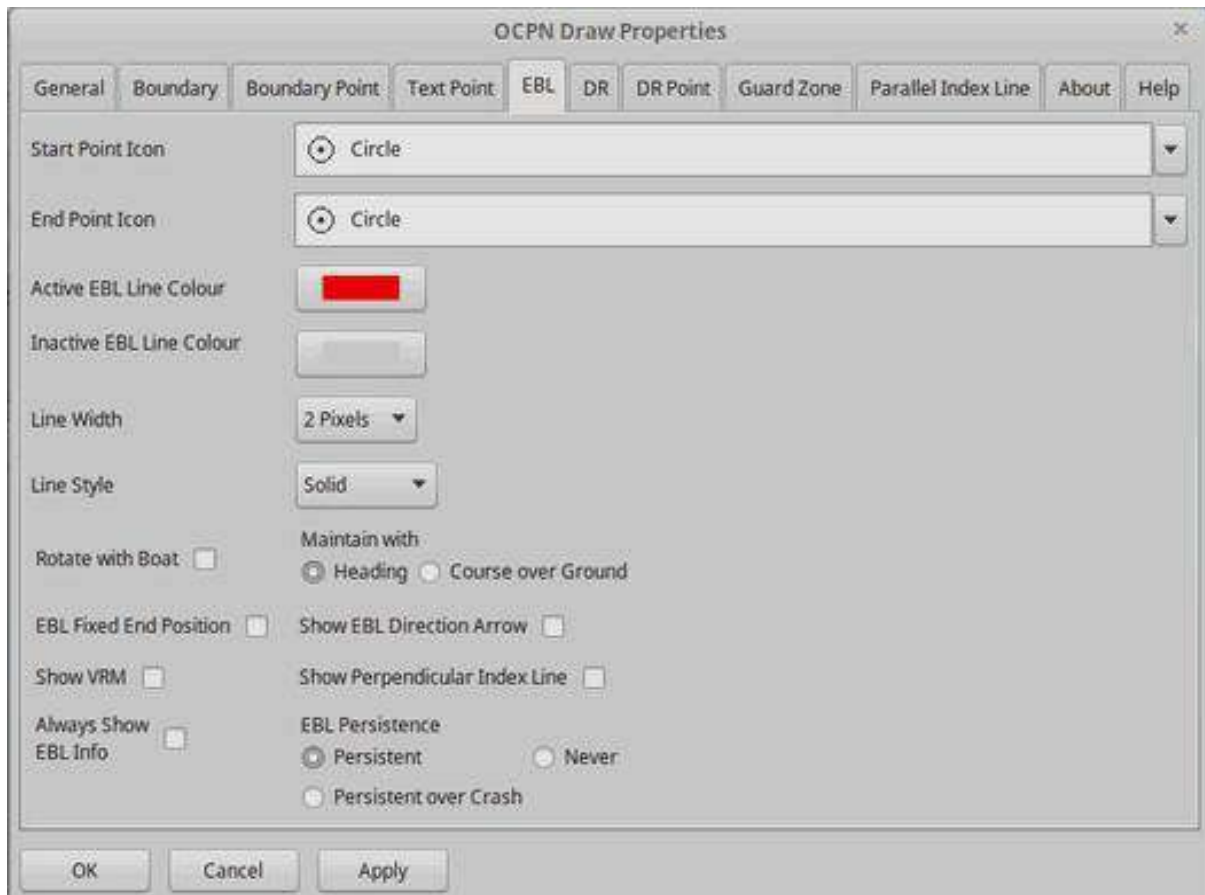 OCPN Draw Properties
General Boundary Boundary Point Text Point EBL DR DR Point Guard Zone Parallel Index Line About Help
Start Point Icon Circle
End Point Icon Circle
Active EBL Line Colour
Inactive EBL Line Colour
Line Width 2 Pixels
Line Style Solid
Maintain with
Rotate with Boat Heading Course over Ground
EBL Fixed End Position Show EBL Direction Arrow
Show VRM Show Perpendicular Index Line
Always Show EBL Persistence
EBL Info Persistent Never
Persistent over Crash
OK Cancel Apply